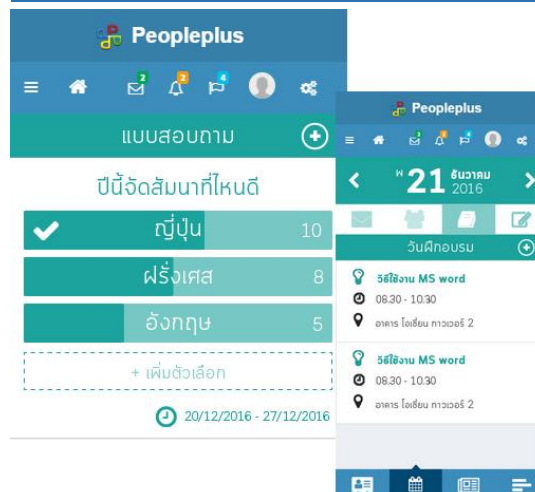 Peopleplus
2 2 4
แบบสอบถาม
ปีนี้จัดสัมนาที่ไหนดี
ญี่ปุ่น 10
ฝรั่งเศส 8
อังกฤษ 5
+ เพิ่มตัวเลือก
20/12/2016 - 27/12/2016
Peopleplus
2 2 4
พ 21 ธันวาคม
2016
วันฝึกอบรม
วิธีใช้งาน MS word
08.30 - 10.30
อาคาร โอเชี่ยน ทาวเวอร์ 2
วิธีใช้งาน MS word
08.30 - 10.30
อาคาร โอเชี่ยน ทาวเวอร์ 2